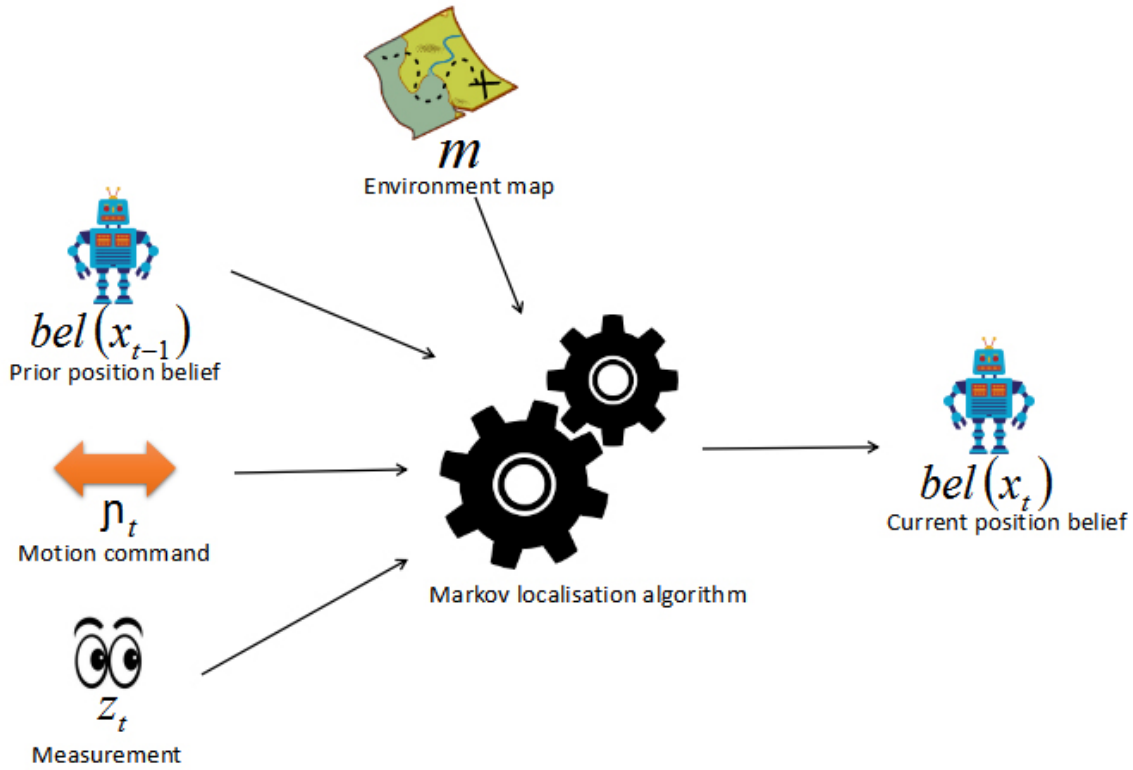 m
Environment map
bel(xₜ₋₁)
Prior position belief
ɲₜ
Motion command
zₜ
Measurement
Markov localisation algorithm
bel(xₜ)
Current position belief